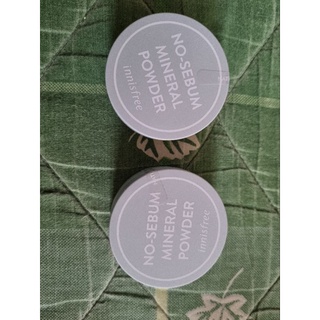 NO-SEBUM
MINERAL
POWDER
innisfree
NO-SEBUM
MINERAL
POWDER
innisfree